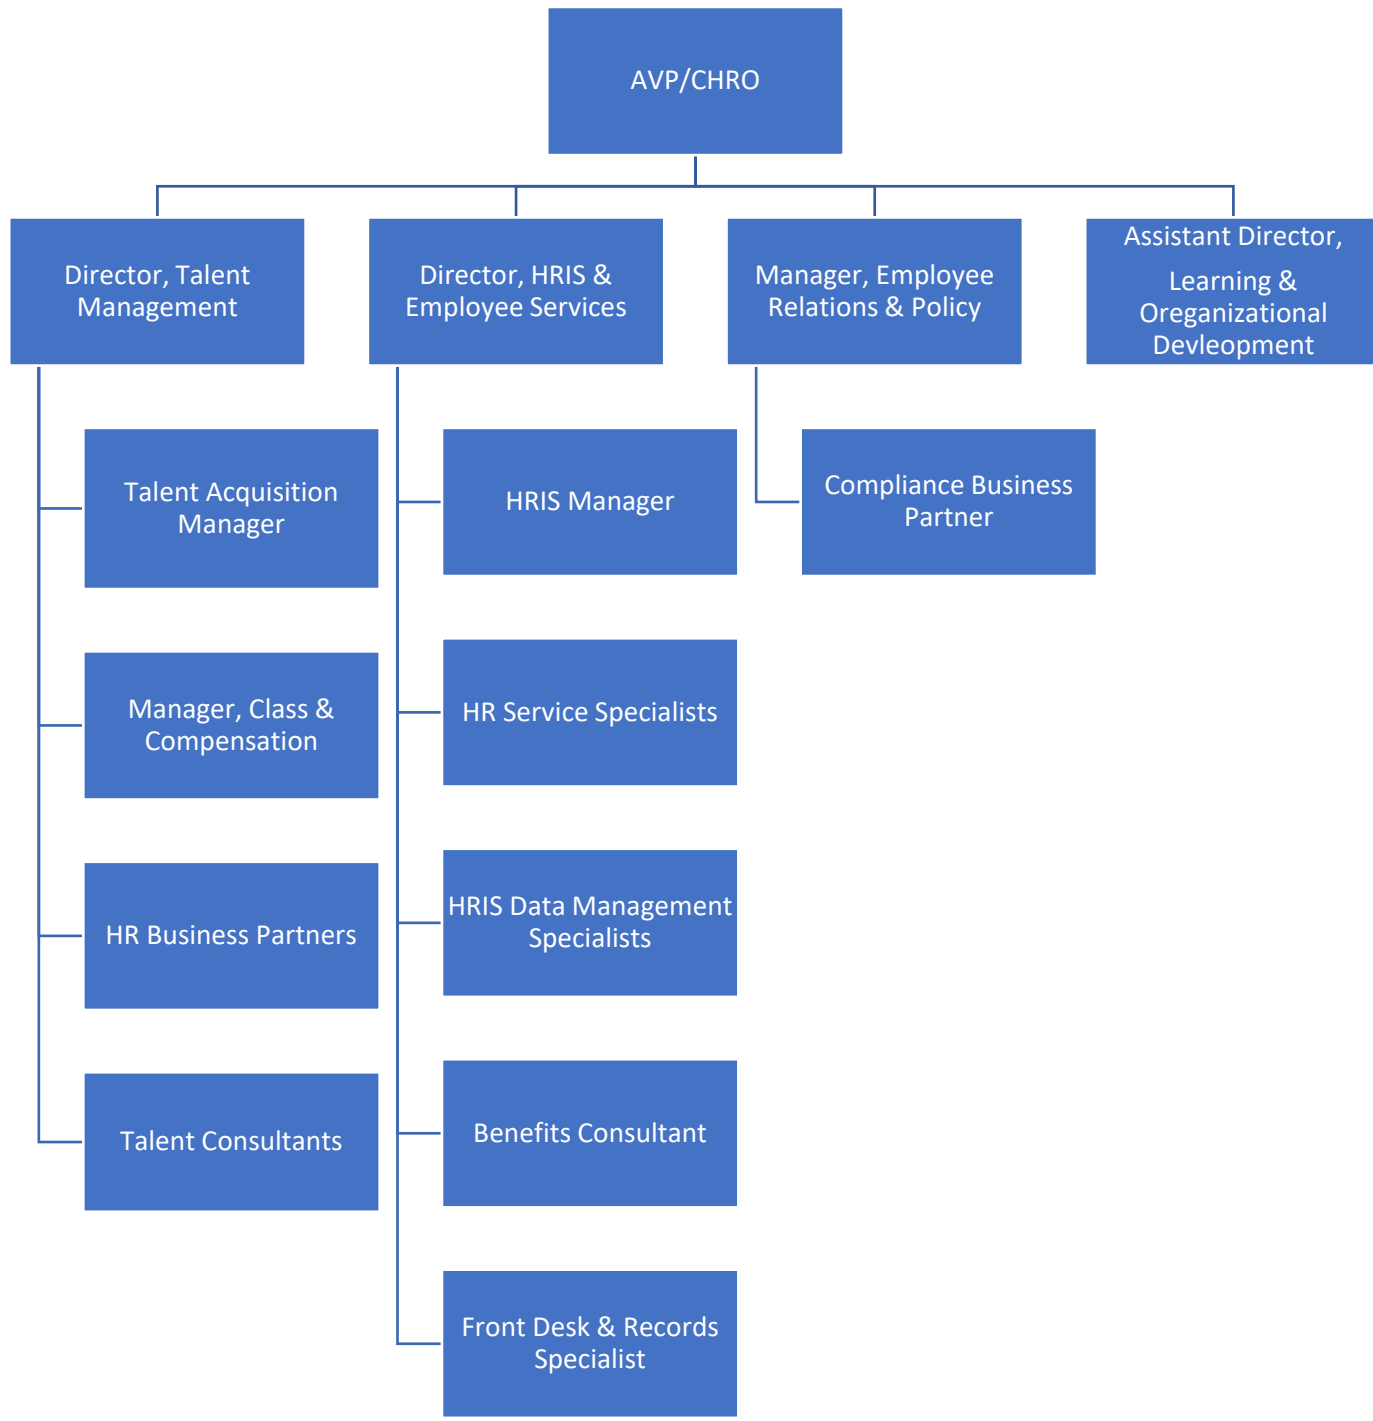 AVP/CHRO
Director, Talent
Management
Director, HRIS &
Employee Services
Manager, Employee
Relations & Policy
Assistant Director,
Learning &
Oreganizational
Devleopment
Talent Acquisition
Manager
HRIS Manager
Compliance Business
Partner
Manager, Class &
Compensation
HR Service Specialists
HR Business Partners
HRIS Data Management
Specialists
Talent Consultants
Benefits Consultant
Front Desk & Records
Specialist